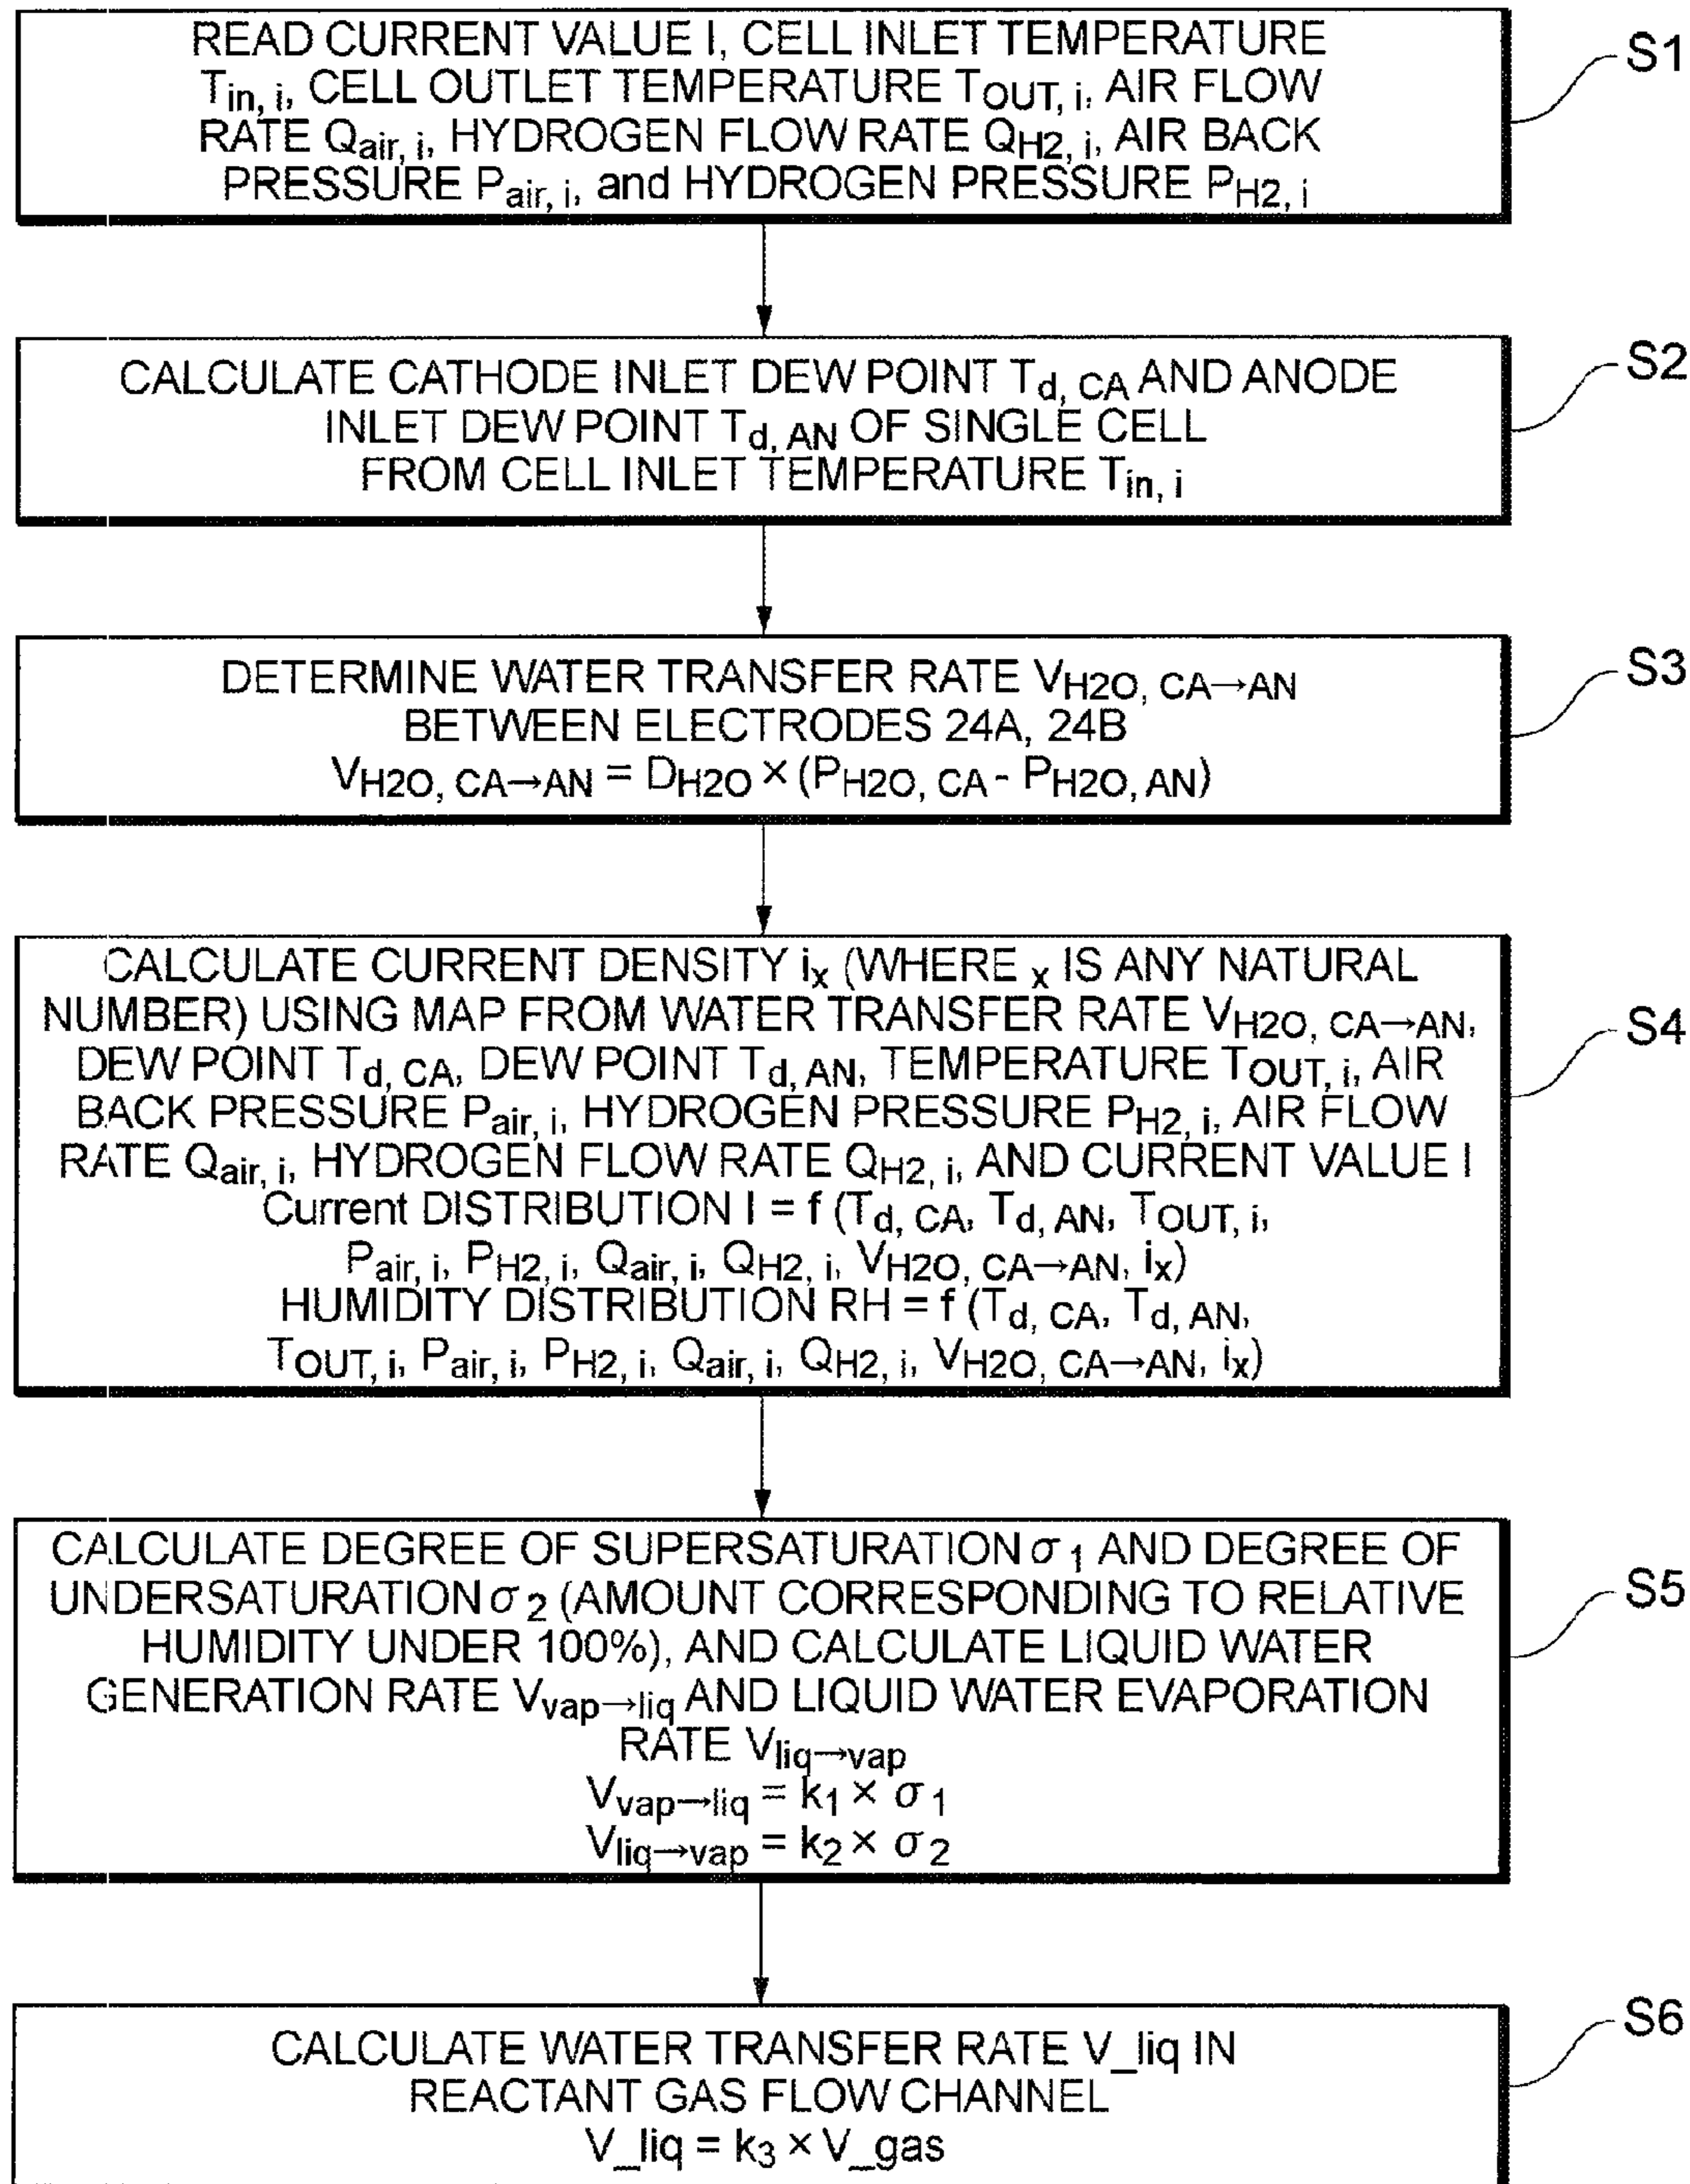 READ CURRENT VALUE I, CELL INLET TEMPERATURE
Tin, i, CELL OUTLET TEMPERATURE TOUT, i, AIR FLOW
RATE Qair, i, HYDROGEN FLOW RATE QH2, i, AIR BACK
PRESSURE Pair, i, and HYDROGEN PRESSURE PH2, i
S1
CALCULATE CATHODE INLET DEW POINT Td, CA AND ANODE
INLET DEW POINT Td, AN OF SINGLE CELL
FROM CELL INLET TEMPERATURE Tin, i
S2
DETERMINE WATER TRANSFER RATE VH2O, CA→AN
BETWEEN ELECTRODES 24A, 24B
VH2O, CA→AN = DH2O × (PH2O, CA - PH2O, AN)
S3
CALCULATE CURRENT DENSITY ix (WHERE x IS ANY NATURAL
NUMBER) USING MAP FROM WATER TRANSFER RATE VH2O, CA→AN,
DEW POINT Td, CA, DEW POINT Td, AN, TEMPERATURE TOUT, i, AIR
BACK PRESSURE Pair, i, HYDROGEN PRESSURE PH2, i, AIR FLOW
RATE Qair, i, HYDROGEN FLOW RATE QH2, i, AND CURRENT VALUE I
Current DISTRIBUTION I = f (Td, CA, Td, AN, TOUT, i,
Pair, i, PH2, i, Qair, i, QH2, i, VH2O, CA→AN, ix)
HUMIDITY DISTRIBUTION RH = f (Td, CA, Td, AN,
TOUT, i, Pair, i, PH2, i, Qair, i, QH2, i, VH2O, CA→AN, ix)
S4
CALCULATE DEGREE OF SUPERSATURATION σ1 AND DEGREE OF
UNDERSATURATION σ2 (AMOUNT CORRESPONDING TO RELATIVE
HUMIDITY UNDER 100%), AND CALCULATE LIQUID WATER
GENERATION RATE Vvap→liq AND LIQUID WATER EVAPORATION
RATE Vliq→vap
Vvap→liq = k1 × σ1
Vliq→vap = k2 × σ2
S5
CALCULATE WATER TRANSFER RATE V_liq IN
REACTANT GAS FLOW CHANNEL
V_liq = k3 × V_gas
S6